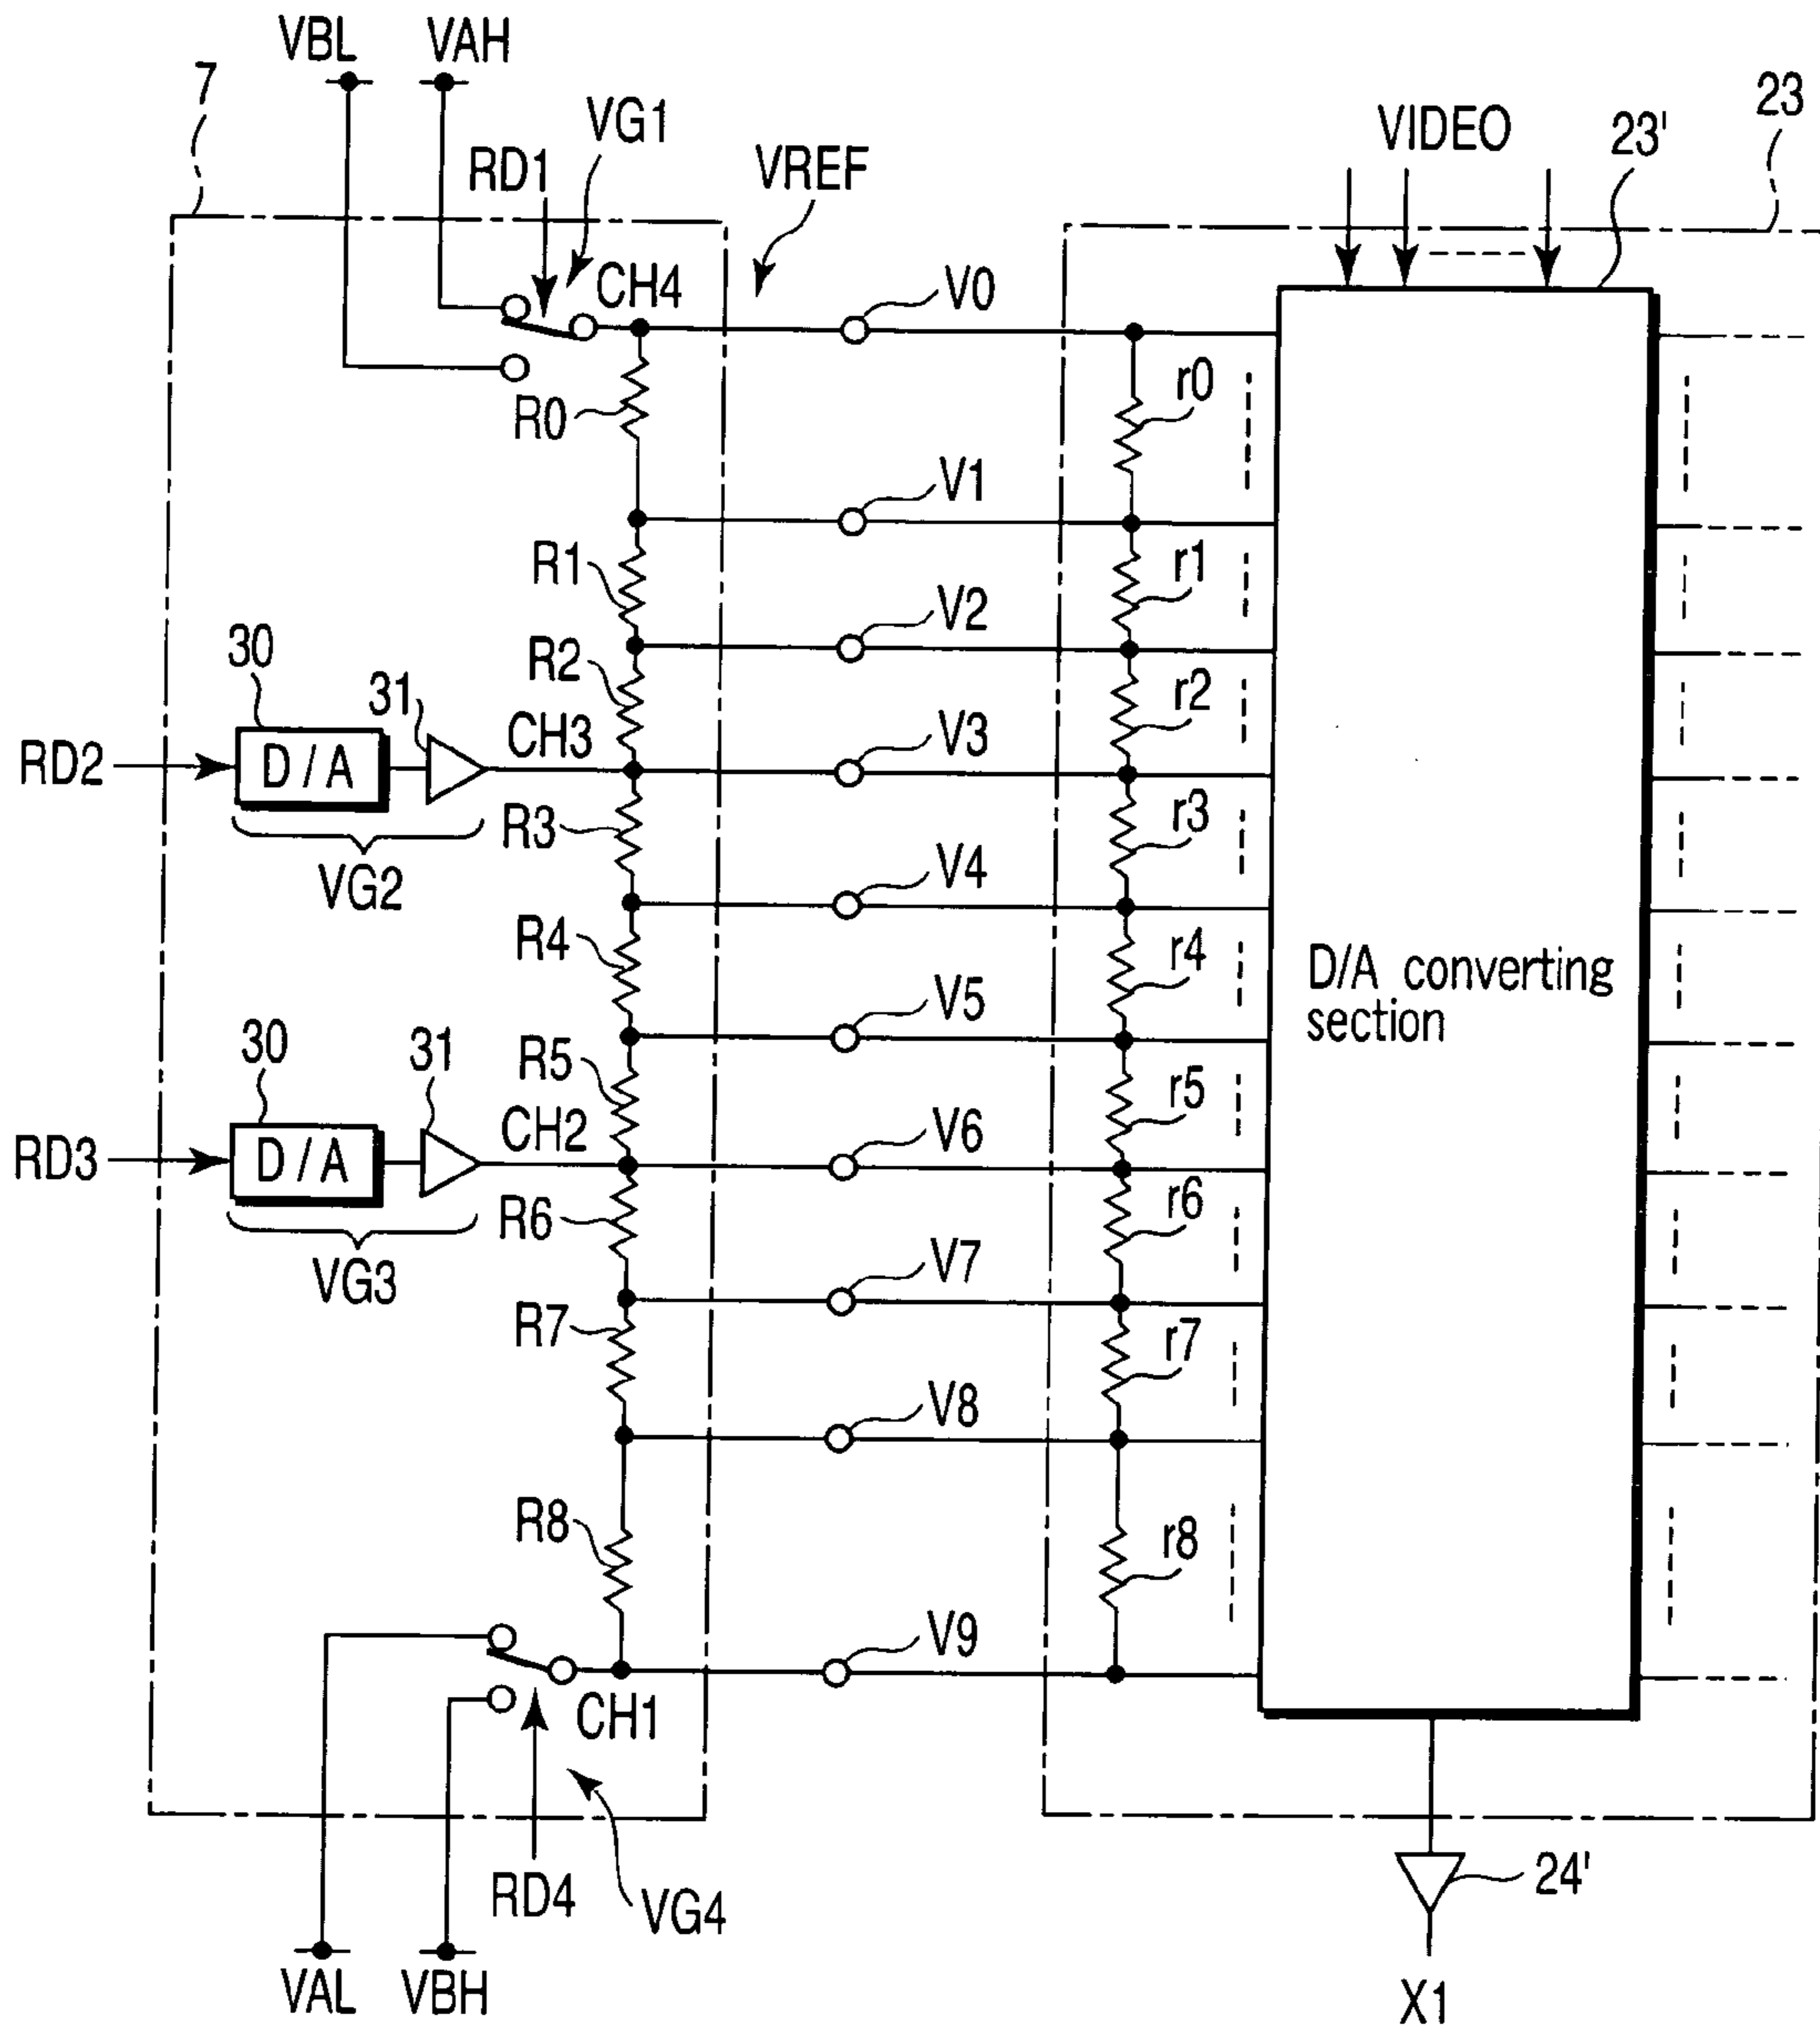 VBL
VAH
7
VG1
RD1
VREF
VIDEO
23'
23
CH4
V0
R0
r0
V1
R1
r1
V2
R2
r2
30
31
CH3
V3
RD2
D/A
R3
r3
VG2
V4
R4
r4
D/A converting
section
V5
30
31
R5
r5
CH2
V6
RD3
D/A
R6
r6
VG3
V7
R7
r7
V8
R8
r8
V9
CH1
RD4
VG4
24'
VAL
VBH
X1